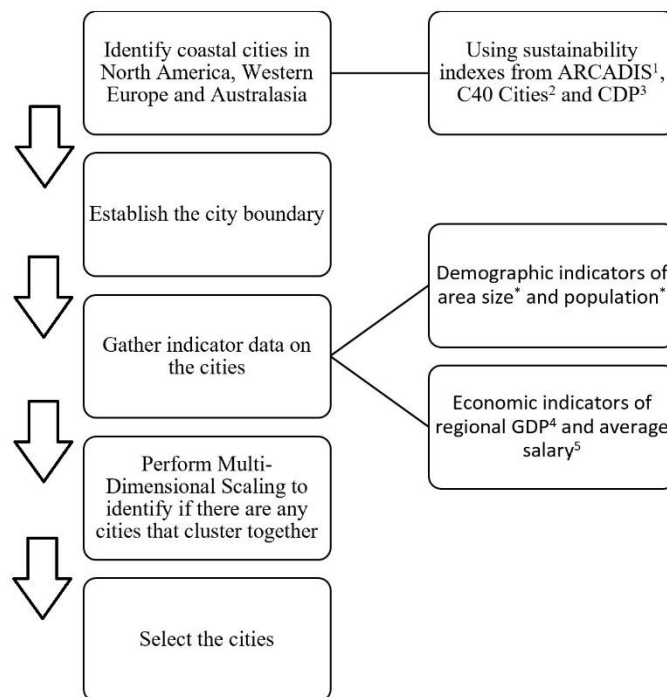 Identify coastal cities in
North America, Western
Europe and Australasia
Using sustainability
indexes from ARCADIS¹,
C40 Cities² and CDP³
Establish the city boundary
Gather indicator data on
the cities
Demographic indicators of
area size* and population*
Economic indicators of
regional GDP⁴ and average
salary⁵
Perform Multi-
Dimensional Scaling to
identify if there are any
cities that cluster together
Select the cities